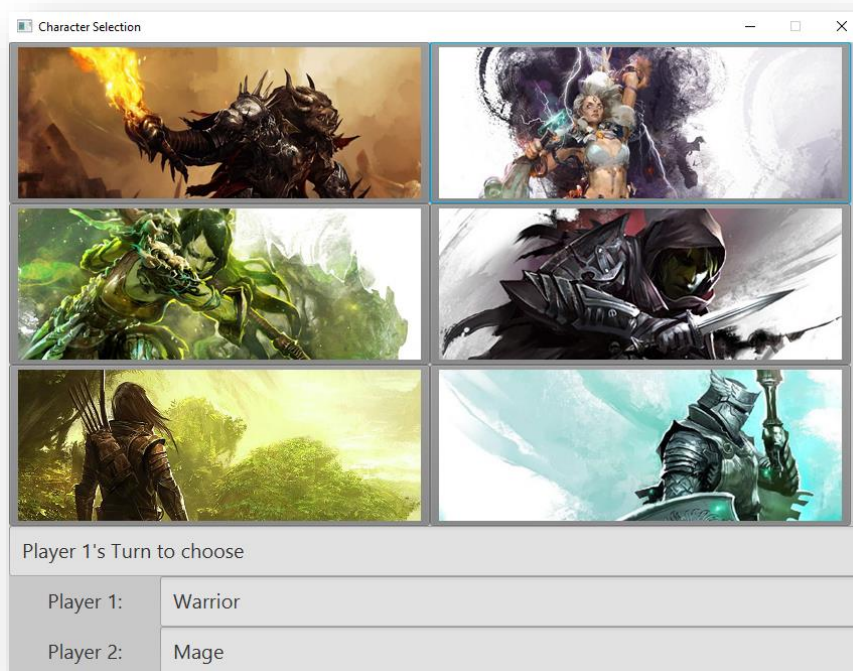 Character Selection
Player 1's Turn to choose
Player 1: Warrior
Player 2: Mage